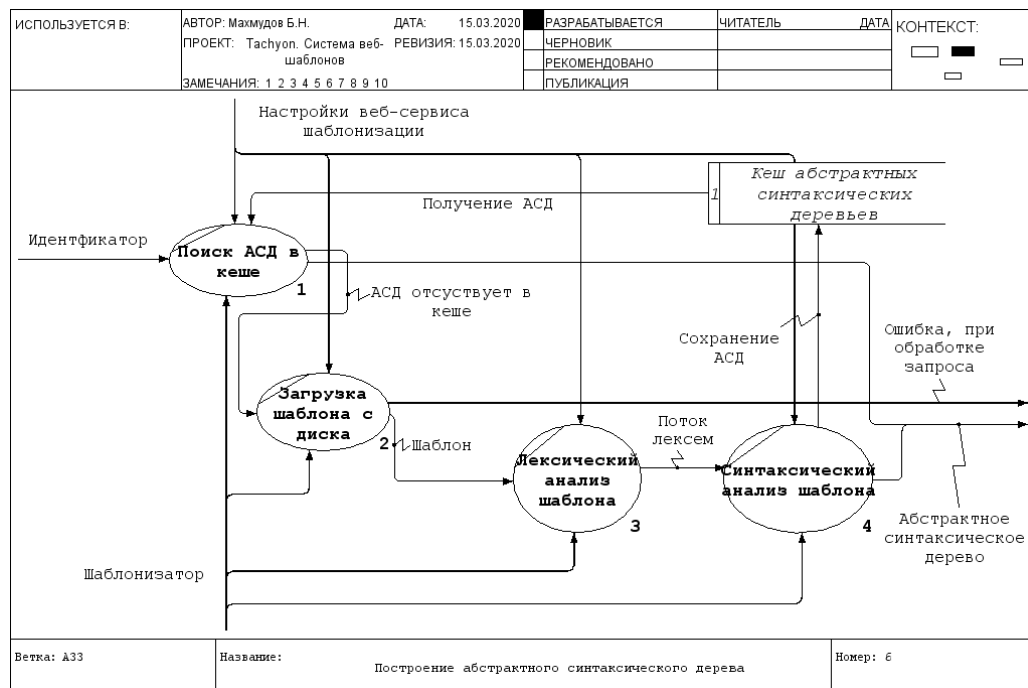 ИСПОЛЬЗУЕТСЯ В:
АВТОР: Махмудов Б.Н.
ДАТА: 15.03.2020
ПРОЕКТ: Tachyon. Система веб-
шаблонов
РЕВИЗИЯ: 15.03.2020
ЗАМЕЧАНИЯ: 1 2 3 4 5 6 7 8 9 10
РАЗРАБАТЫВАЕТСЯ
ЧЕРНОВИК
РЕКОМЕНДОВАНО
ПУБЛИКАЦИЯ
ЧИТАТЕЛЬ
ДАТА
КОНТЕКСТ:
Настройки веб-сервиса
шаблонизации
1
Кеш абстрактных
синтаксических
деревьев
Получение АСД
Идентфикатор
Поиск АСД в
кеше
1
АСД отсуствует в
кеше
Сохранение
АСД
Ошибка, при
обработке
запроса
Загрузка
шаблона с
диска
2
Шаблон
Поток
лексем
Лексический
анализ
шаблона
3
Синтаксический
анализ шаблона
4
Абстрактное
синтаксическое
дерево
Шаблонизатор
Ветка: A33
Название:
Построение абстрактного синтаксического дерева
Номер: 6